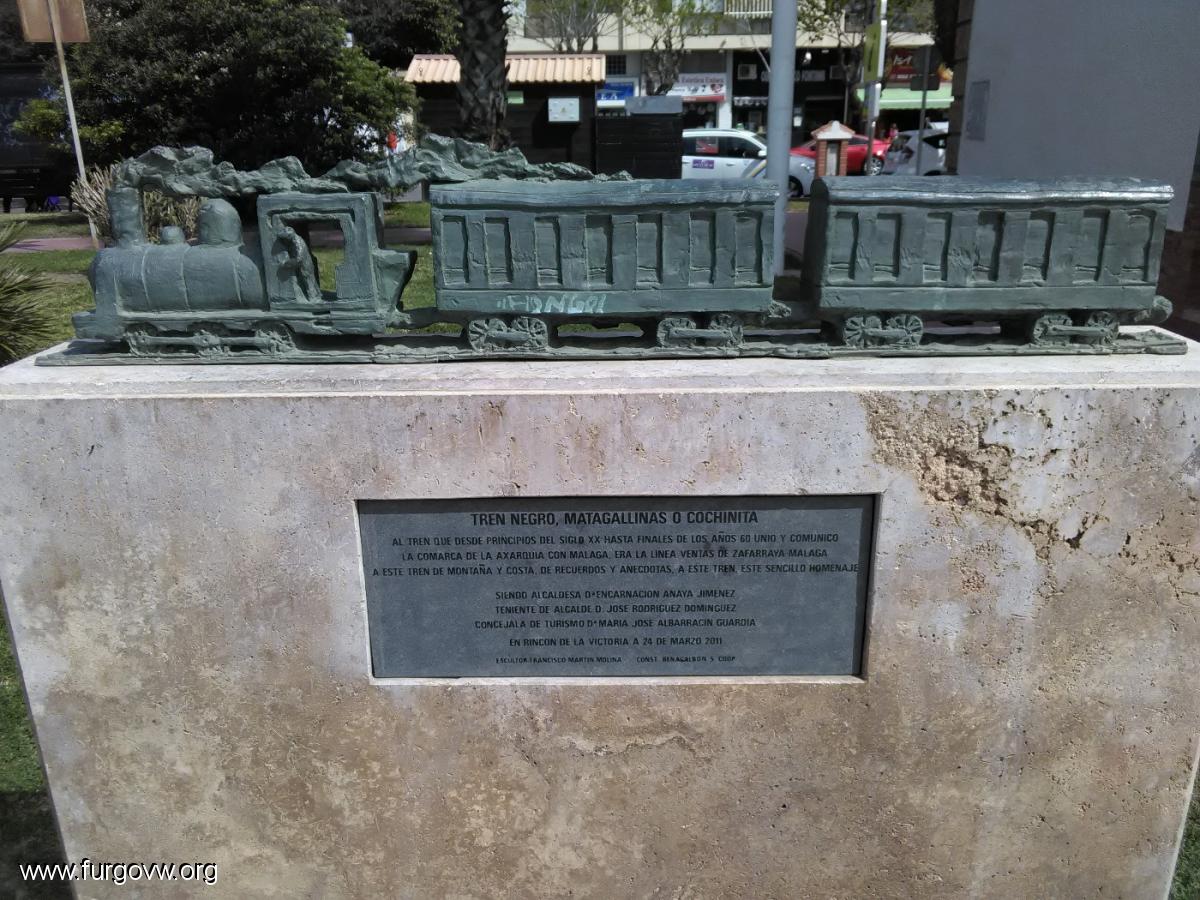 TREN NEGRO, MATAGALLINAS O COCHINITA
AL TREN QUE DESDE PRINCIPIOS DEL SIGLO XX HASTA FINALES DE LOS AÑOS 60 UNIO Y COMUNICO
LA COMARCA DE LA AXARQUIA CON MALAGA, ERA LA LINEA VENTAS DE ZAFARRAYA-MALAGA
A ESTE TREN DE MONTAÑA Y COSTA, DE RECUERDOS Y ANECDOTAS, A ESTE TREN, ESTE SENCILLO HOMENAJE
SIENDO ALCALDESA Dª ENCARNACION ANAYA JIMENEZ
TENIENTE DE ALCALDE D. JOSE RODRIGUEZ DOMINGUEZ
CONCEJALA DE TURISMO Dª MARIA JOSE ALBARRACIN GUARDIA
EN RINCON DE LA VICTORIA A 24 DE MARZO 2011
ESCULTOR: FRANCISCO MARTIN MOLINA CONST. BENAGALBON S. COOP
www.furgovw.org